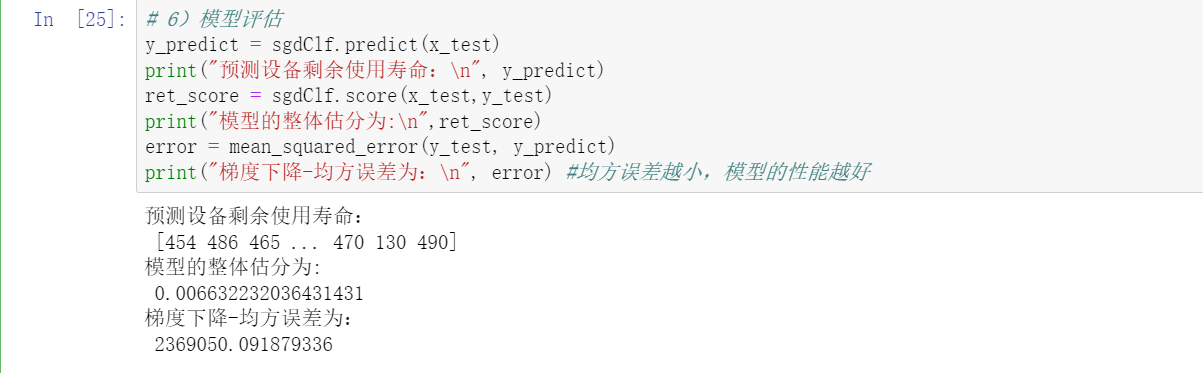 In [25]: # 6）模型评估
y_predict = sgdClf.predict(x_test)
print("预测设备剩余使用寿命：\n", y_predict)
ret_score = sgdClf.score(x_test,y_test)
print("模型的整体估分为:\n",ret_score)
error = mean_squared_error(y_test, y_predict)
print("梯度下降-均方误差为：\n", error) #均方误差越小，模型的性能越好
预测设备剩余使用寿命：
[454 486 465 ... 470 130 490]
模型的整体估分为:
0.006632232036431431
梯度下降-均方误差为：
2369050.091879336